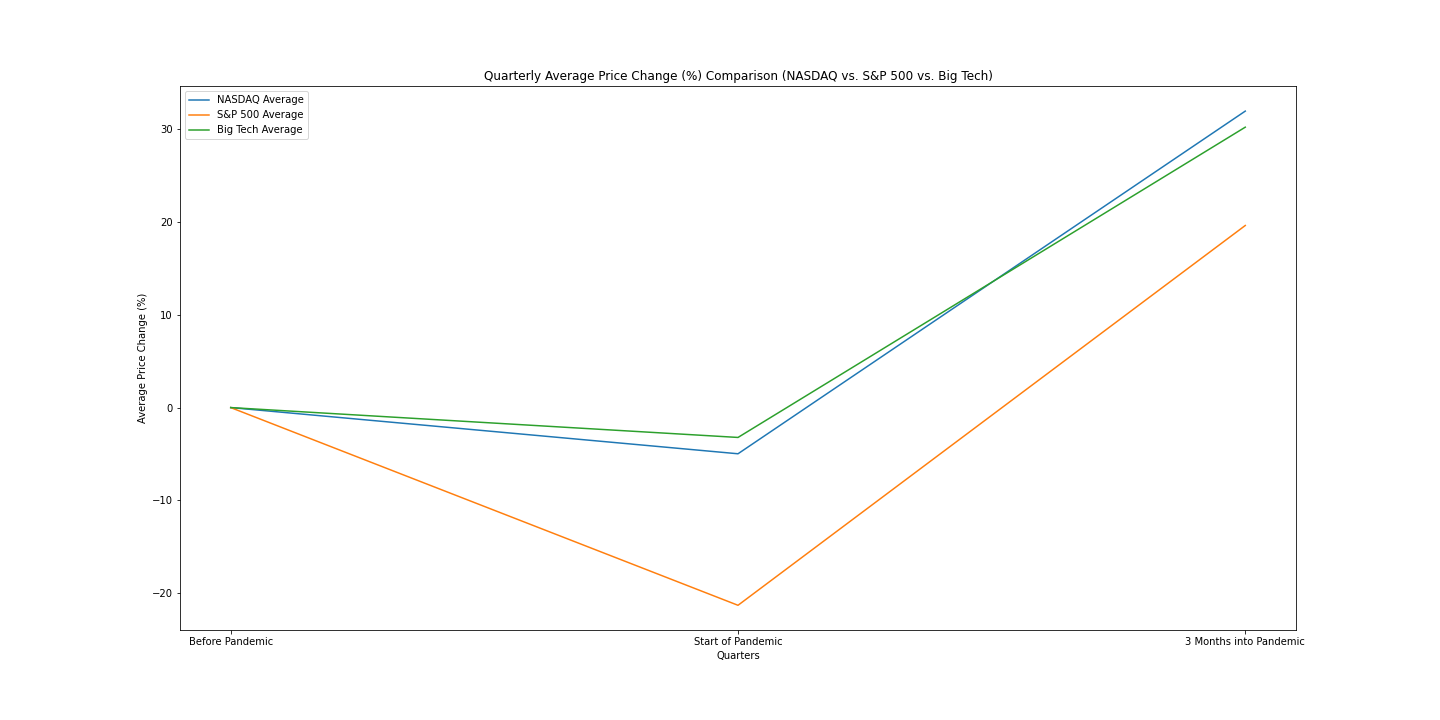 Quarterly Average Price Change (%) Comparison (NASDAQ vs. S&P 500 vs. Big Tech)
NASDAQ Average
S&P 500 Average
Big Tech Average
30
20
10
0
−10
−20
Average Price Change (%)
Before Pandemic
Start of Pandemic
3 Months into Pandemic
Quarters